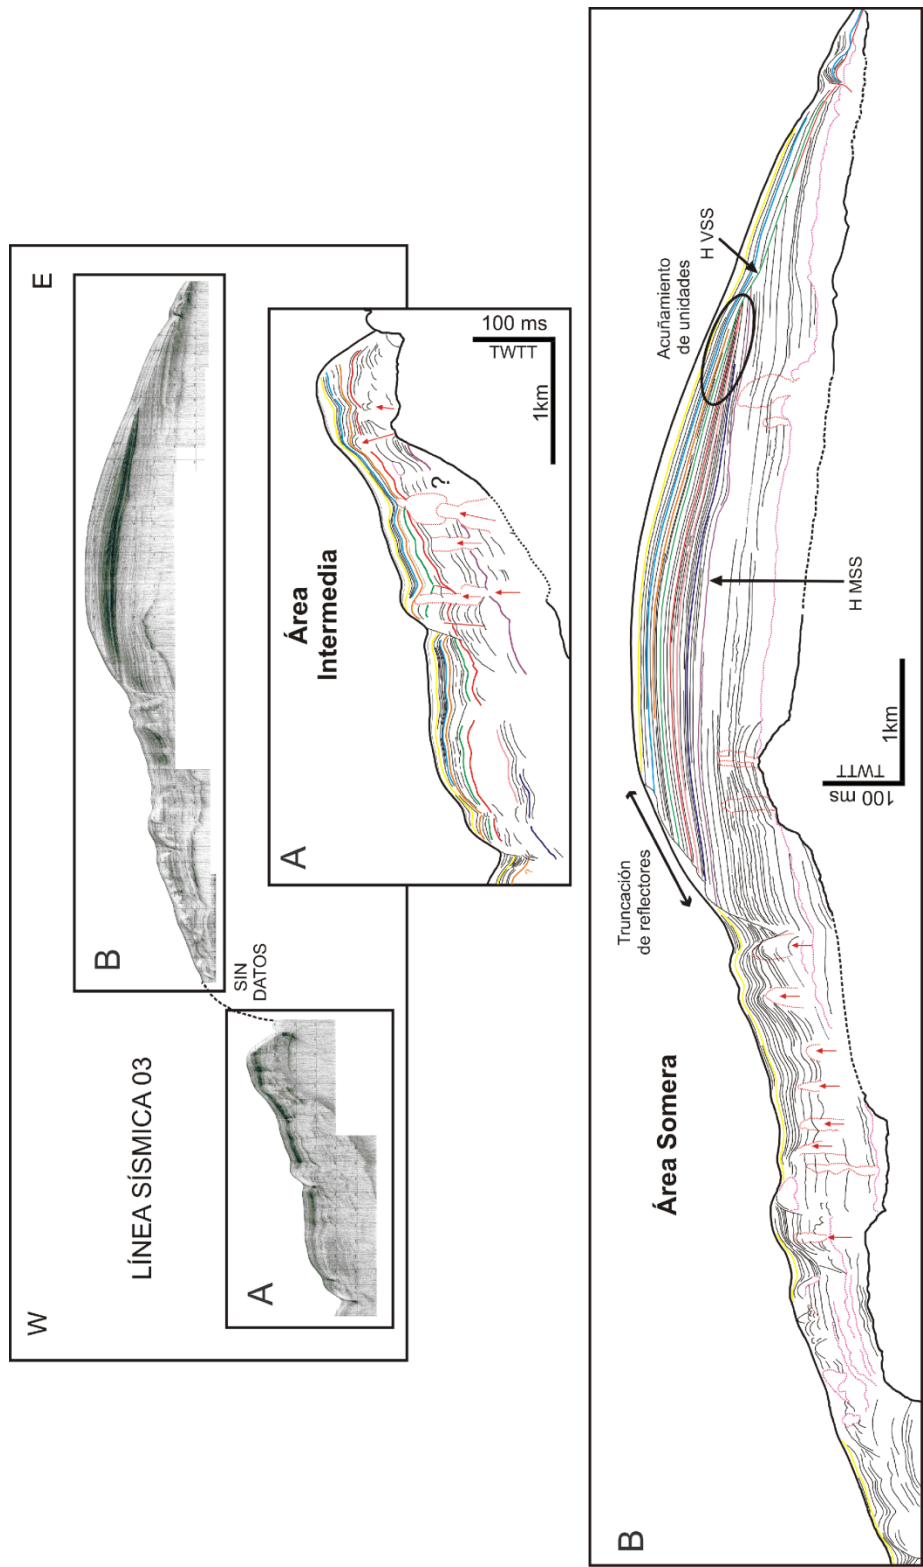 W
E
LÍNEA SÍSMICA 03
B
SIN
DATOS
A
A
Área
Intermedia
¿
100 ms
TWTT
1km
B
Área Somera
Truncación
de reflectores
Acuñamiento
de unidades
H VSS
H MSS
100 ms
TWTT
1km